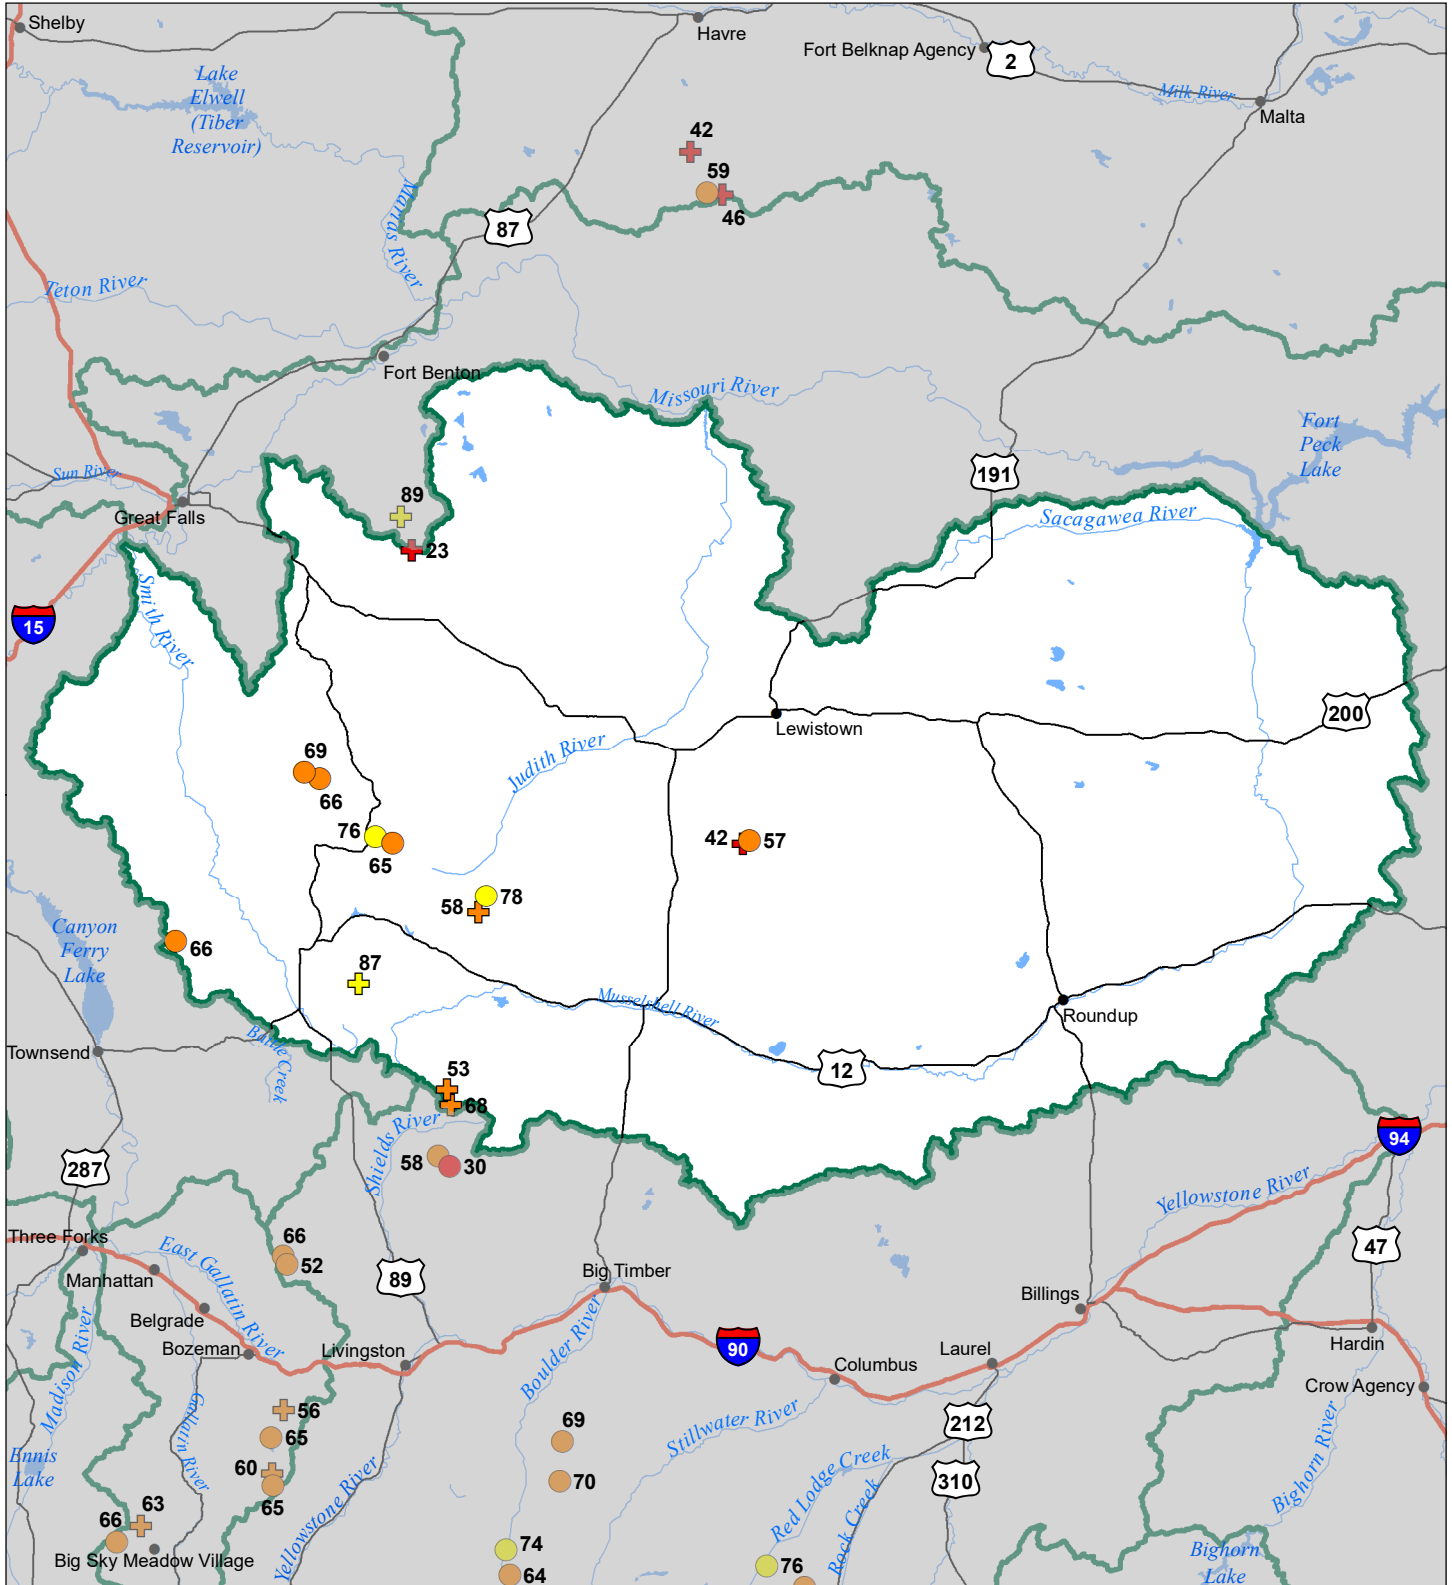 Shelby
Havre
Fort Belknap Agency
2
Lake
Elwell
(Tiber
Reservoir)
Milk River
Malta
42
59
46
Marias River
87
Teton River
Fort Benton
Missouri River
Fort
Peck
Lake
Sun River
191
Great Falls
89
23
Sacagawea River
15
Smith River
200
Lewistown
Judith River
69
66
76
65
42
57
78
58
66
Canyon
Ferry
Lake
87
Musselshell River
Roundup
Townsend
Battle Creek
12
53
68
Shields River
94
287
58
30
Yellowstone River
Three Forks
66
52
East Gallatin River
47
Manhattan
89
Big Timber
Billings
Belgrade
Madison River
Bozeman
Livingston
90
Boulder River
Columbus
Laurel
Hardin
Crow Agency
56
65
Gallatin River
69
Stillwater River
212
Ennis
Lake
60
65
70
Red Lodge Creek
310
Bighorn River
Yellowstone River
63
66
Rock Creek
Big Sky Meadow Village
74
64
76
Bighorn
Lake